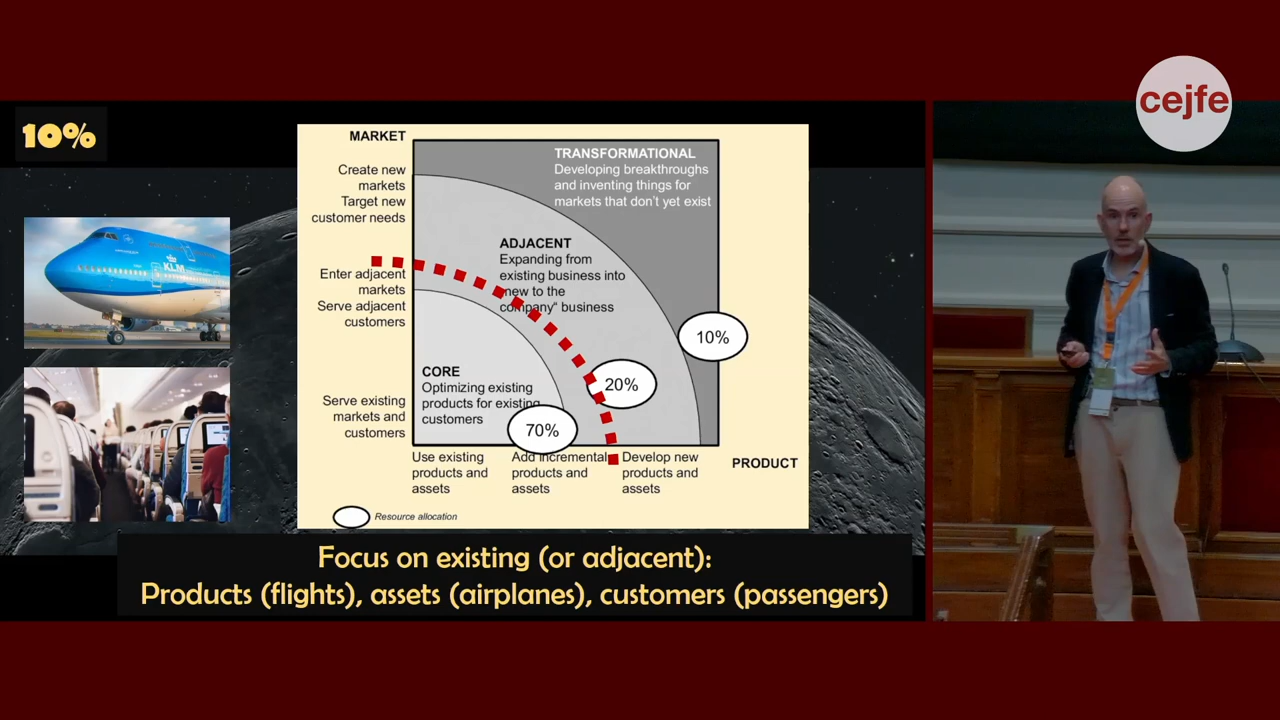 10%
cejfe
MARKET
Create new
markets
Target new
customer needs
Enter adjacent
markets
Serve adjacent
customers
Serve existing
markets and
customers
TRANSFORMATIONAL
Developing breakthroughs
and inventing things for
markets that don't yet exist
ADJACENT
Expanding from
existing business into
new to the
company“ business
10%
20%
CORE
Optimizing existing
products for existing
customers
70%
Use existing
products and
assets
Add incremental
products and
assets
Develop new
products and
assets
PRODUCT
Resource allocation
KLM
Focus on existing (or adjacent):
Products (flights), assets (airplanes), customers (passengers)